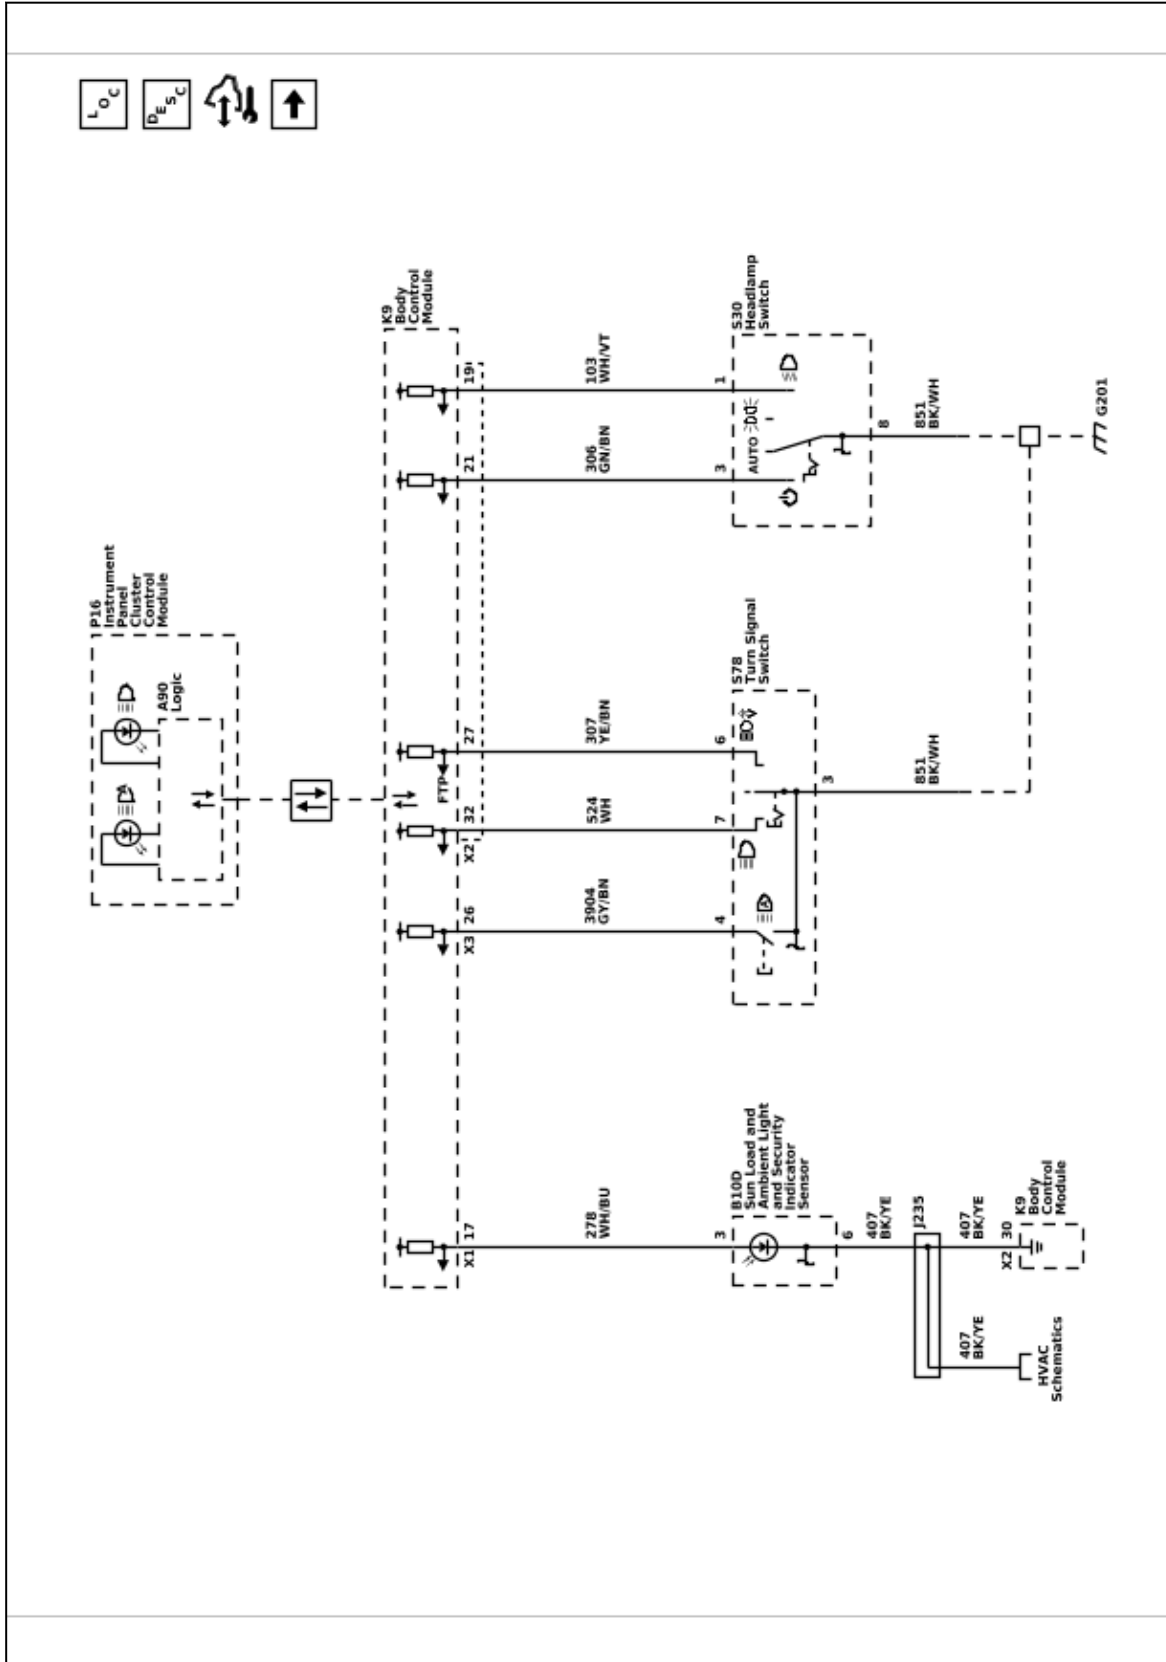 LOC
DESC
P16
Instrument
Panel
Cluster
Control
Module
A90
Logic
A
K9
Body
Control
Module
FTP
X1
17
X3
26
X2
32
27
21
19
278
WH/BU
3904
GY/BN
524
WH
307
YE/BN
306
GN/BN
103
WH/VT
3
4
7
6
3
1
B10D
Sun Load and
Ambient Light
and Security
Indicator
Sensor
S78
Turn Signal
Switch
A
S30
Headlamp
Switch
AUTO
6
3
8
407
BK/YE
851
BK/WH
851
BK/WH
J235
G201
407
BK/YE
407
BK/YE
X2
30
K9
Body
Control
Module
HVAC
Schematics